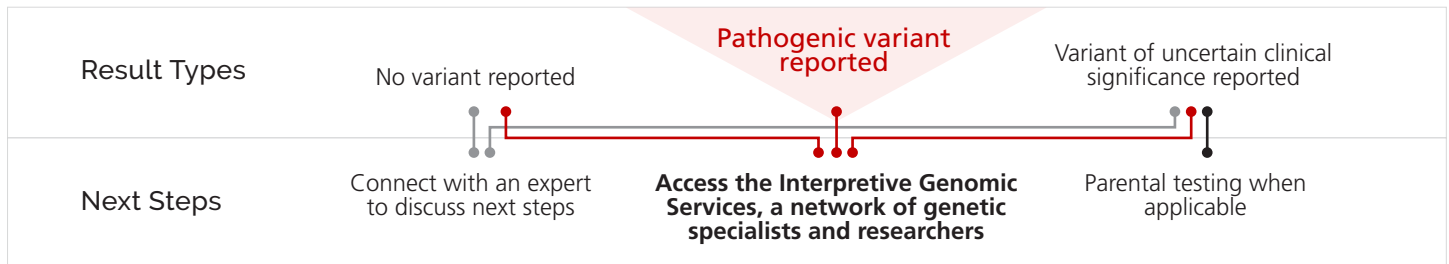 Result Types
No variant reported
Pathogenic variant
reported
Variant of uncertain clinical
significance reported
Next Steps
Connect with an expert
to discuss next steps
Access the Interpretive Genomic
Services, a network of genetic
specialists and researchers
Parental testing when
applicable